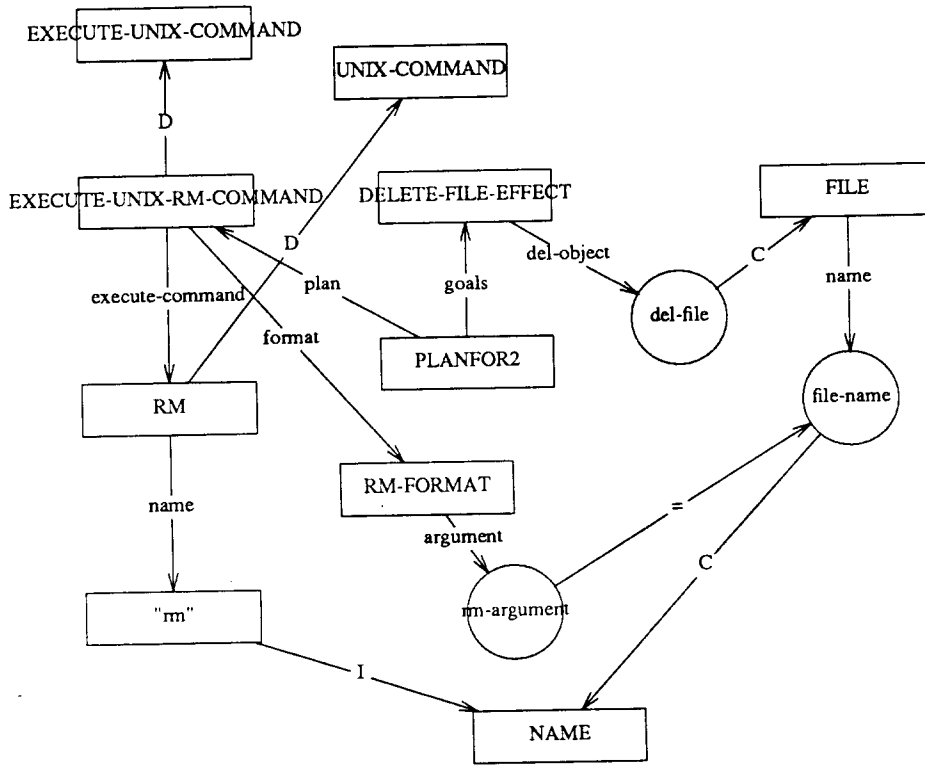 EXECUTE-UNIX-COMMAND
UNIX-COMMAND
D
EXECUTE-UNIX-RM-COMMAND
DELETE-FILE-EFFECT
FILE
D
del-object
C
execute-command
plan
goals
name
del-file
format
PLANFOR2
RM
file-name
RM-FORMAT
name
argument
=
C
"rm"
rm-argument
I
NAME